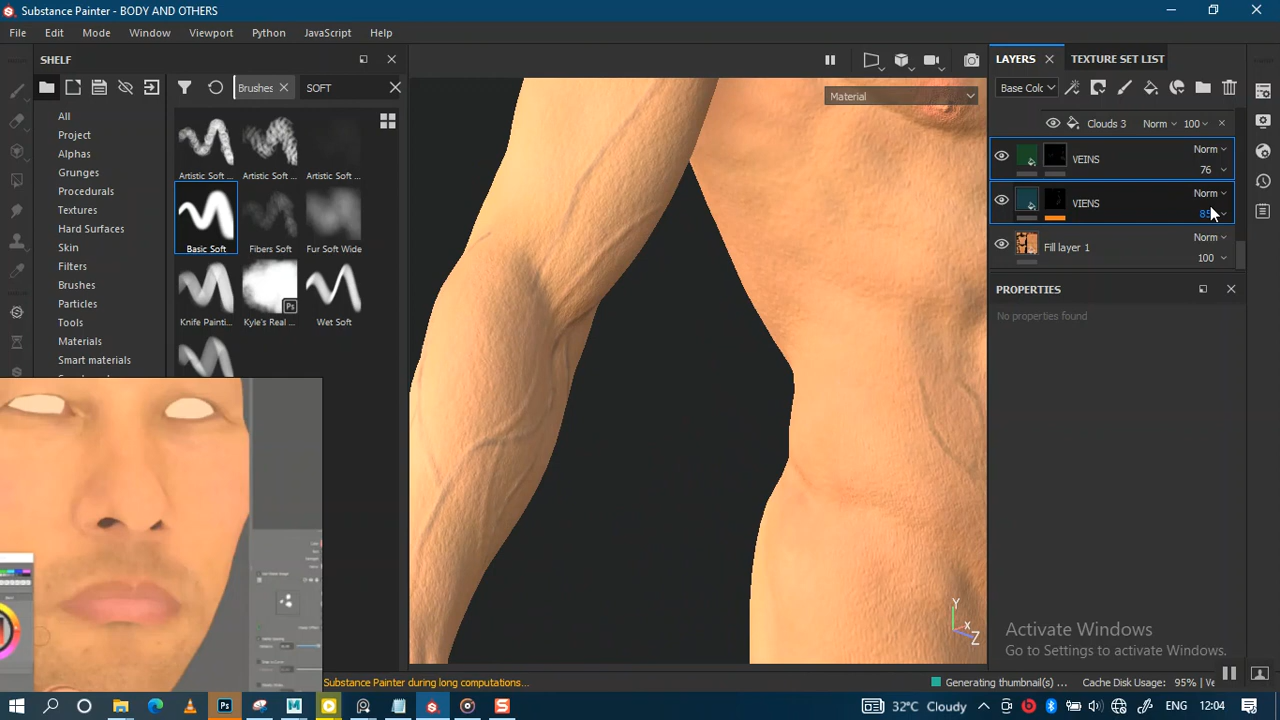 Substance Painter - BODY AND OTHERS
File Edit Mode Window Viewport Python JavaScript Help
SHELF
Brushes
SOFT
All
Project
Alphas
Grunges
Procedurals
Textures
Hard Surfaces
Skin
Filters
Brushes
Particles
Tools
Materials
Smart materials
Artistic Soft ...
Artistic Soft ...
Artistic Soft ...
Basic Soft
Fibers Soft
Fur Soft Wide
Knife Painti...
Kyle's Real ...
Wet Soft
Material
LAYERS
TEXTURE SET LIST
Base Colc
Clouds 3 Norm 100
VEINS Norm
76
VIENS Norm
Fill layer 1 Norm
100
PROPERTIES
No properties found
Y
X
Z
Activate Windows
Go to Settings to activate Windows.
Substance Painter during long computations...
Generating thumbnail(s) ...
Cache Disk Usage: 95% | Ve
32°C Cloudy
ENG 12:04